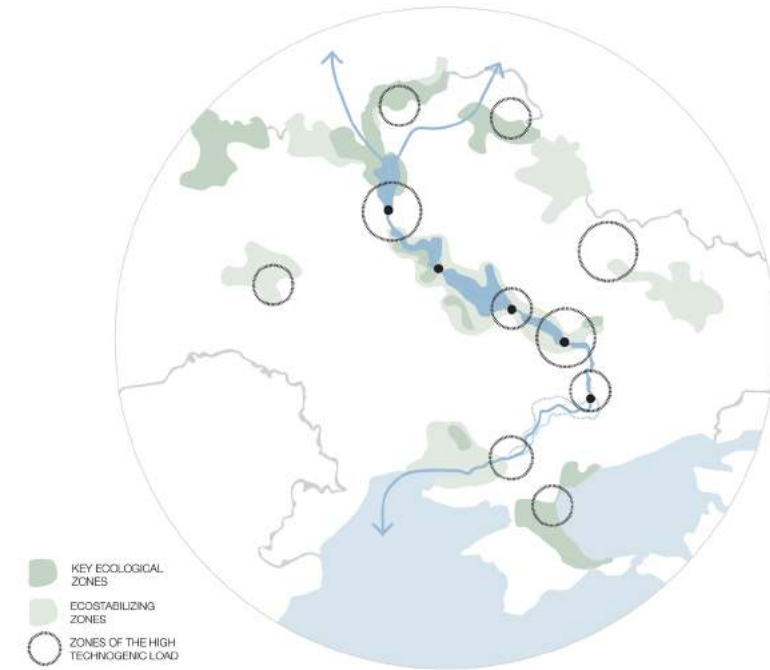 KEY ECOLOGICAL
ZONES
ECOSTABILIZING
ZONES
ZONES OF THE HIGH
TECHNOGENIC LOAD